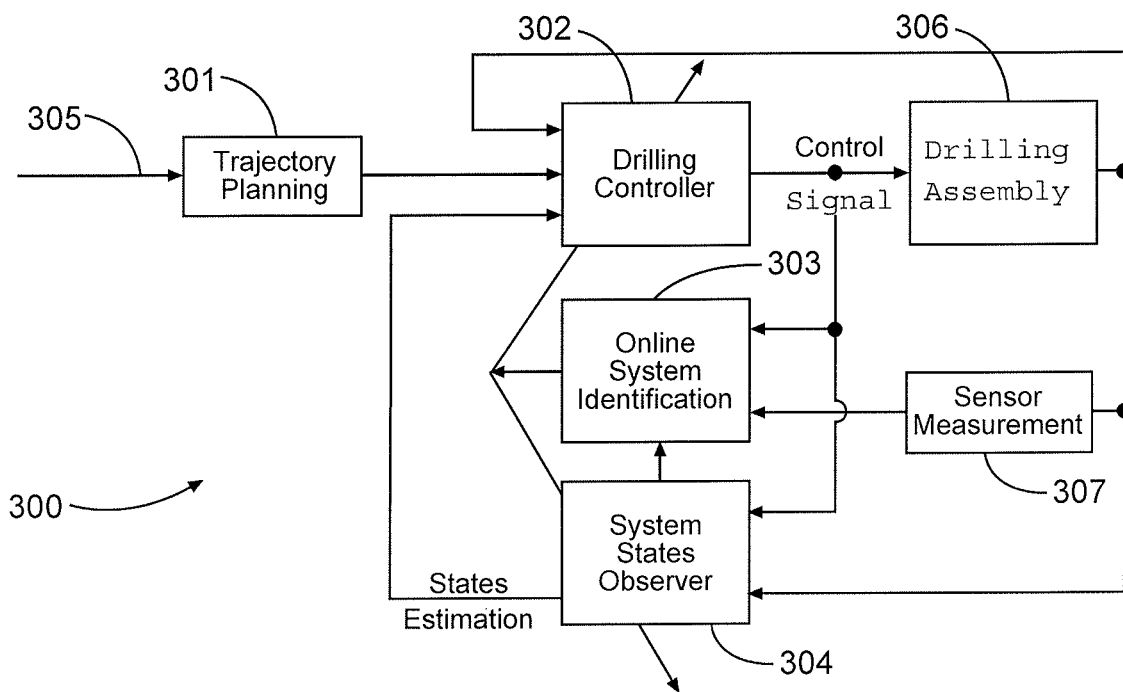 302
306
301
305
Trajectory
Planning
Drilling
Controller
Control
Signal
Drilling
Assembly
303
Online
System
Identification
Sensor
Measurement
307
300
System
States
Observer
States
Estimation
304